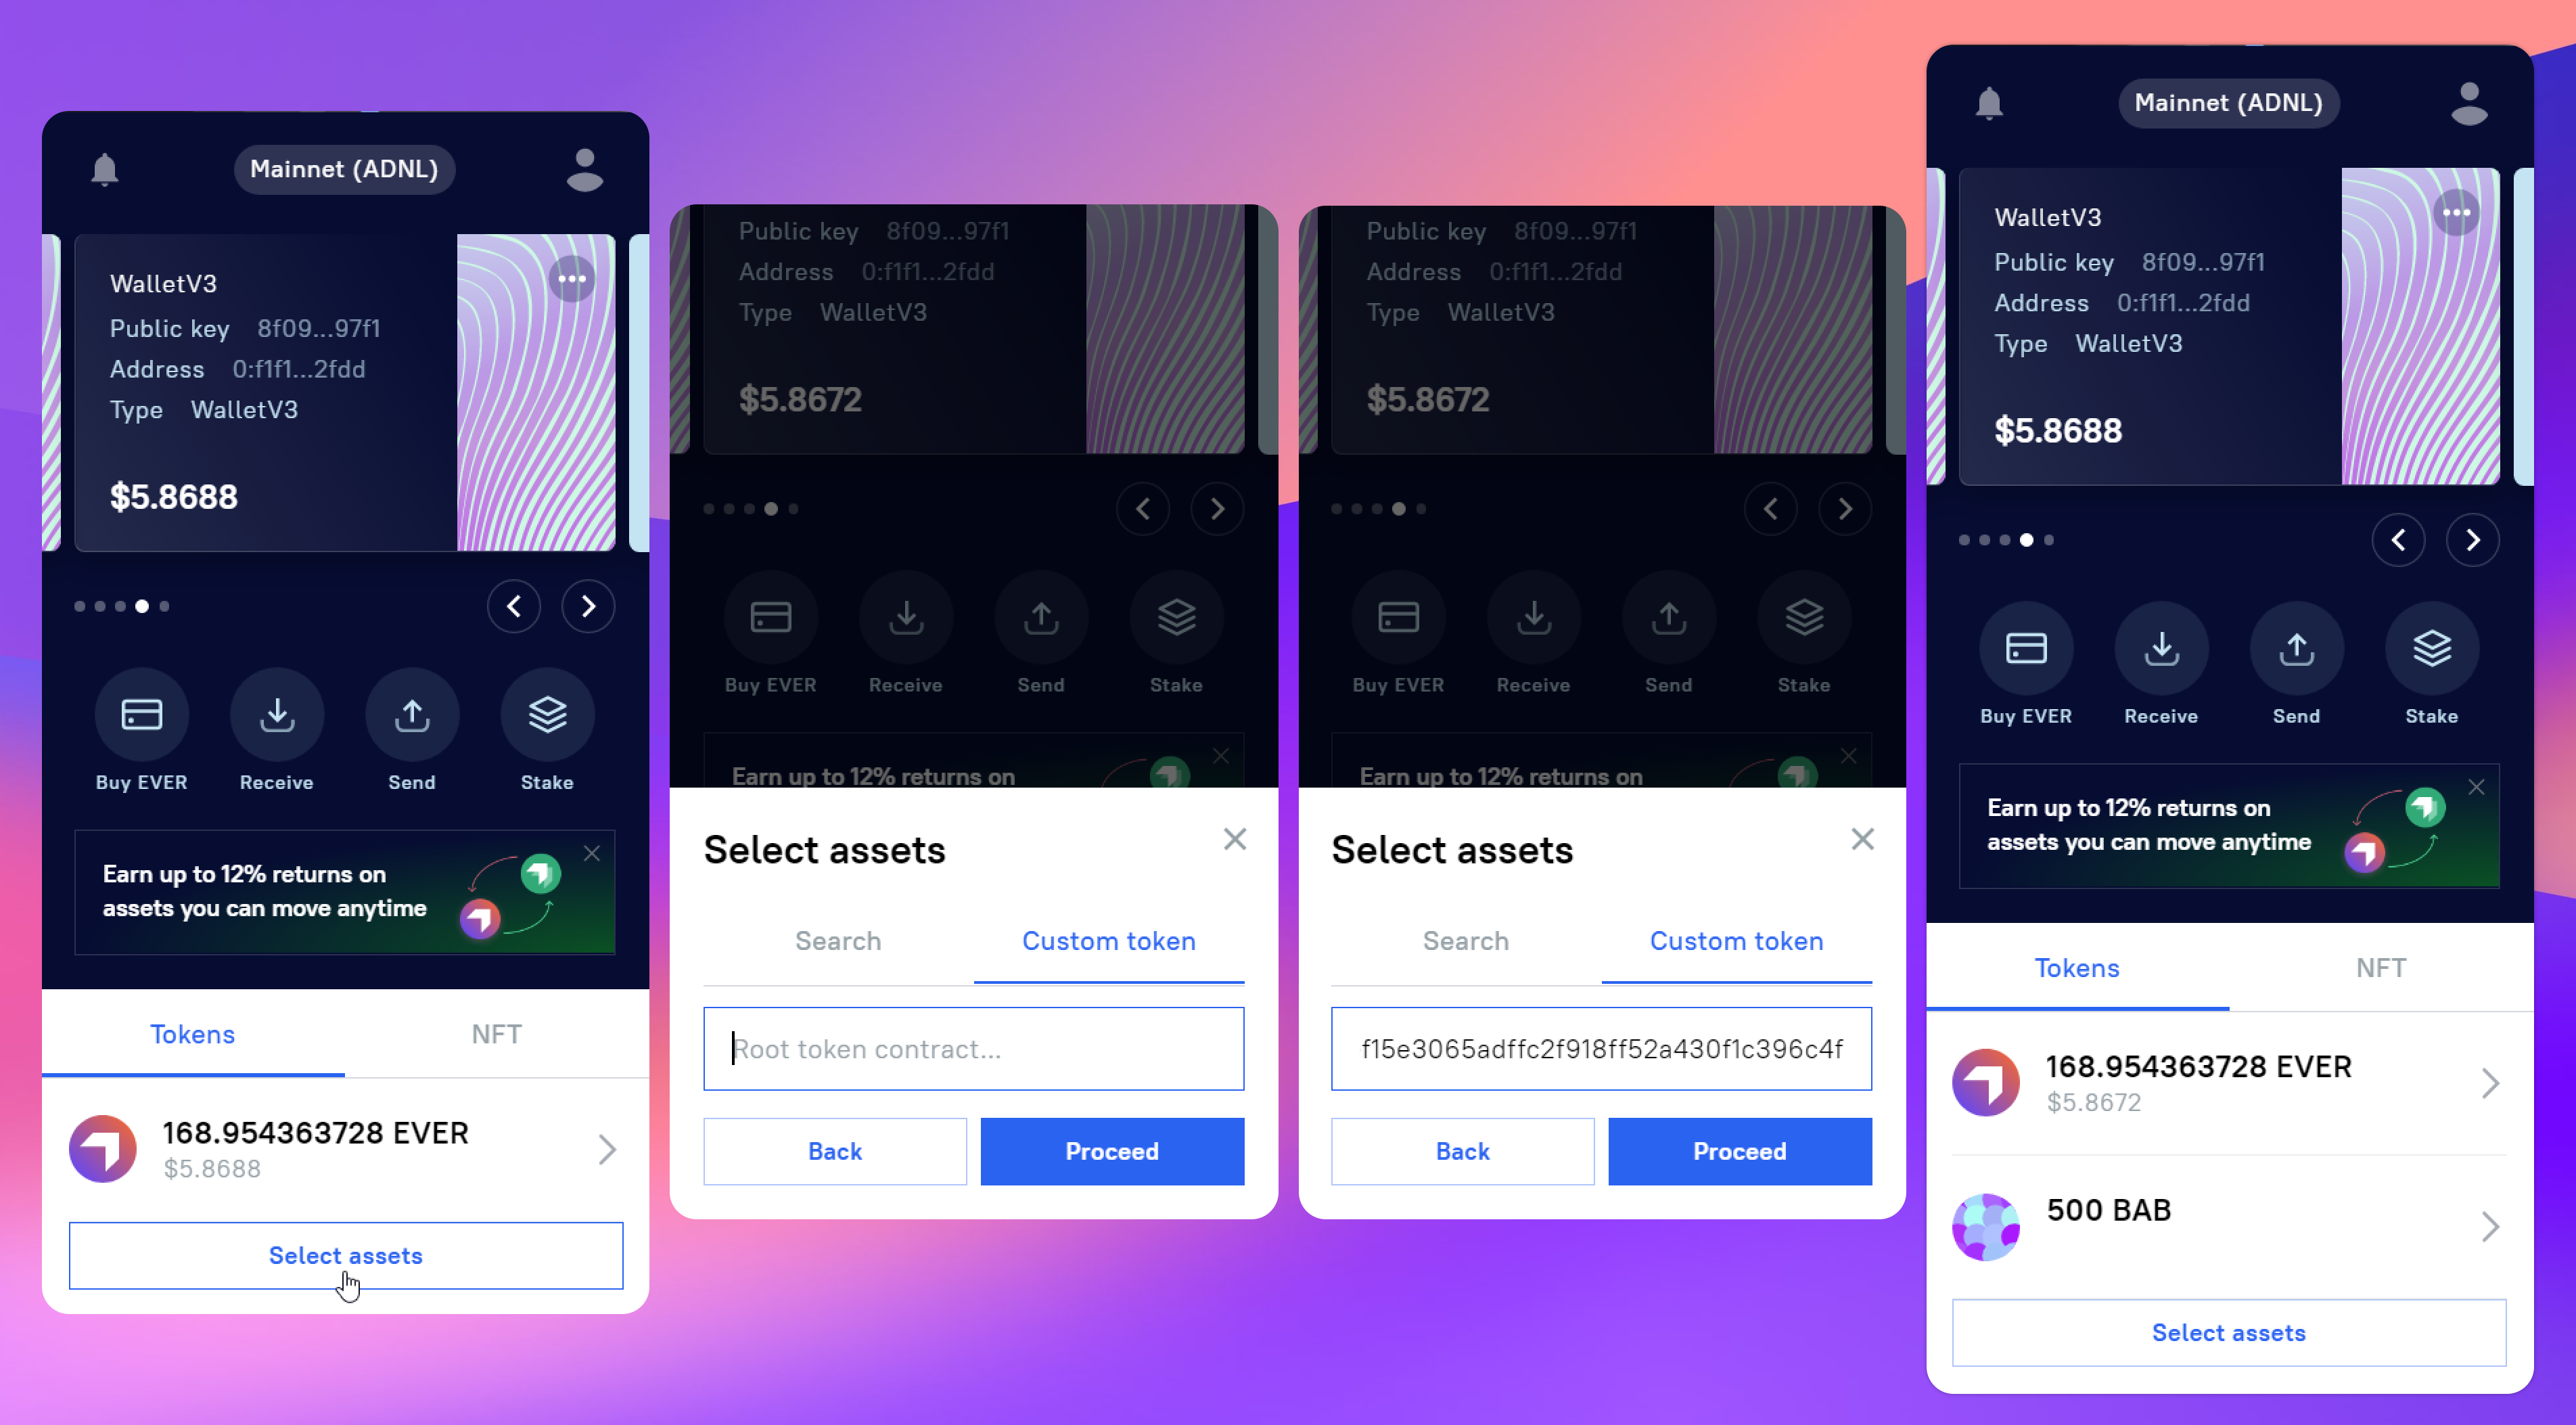 Mainnet (ADNL)
WalletV3
Public key 8f09...97f1
Address 0:f1f1...2fdd
Type WalletV3
$5.8688
Buy EVER Receive Send Stake
Earn up to 12% returns on
assets you can move anytime
Tokens NFT
168.954363728 EVER
$5.8688
Select assets
Public key 8f09...97f1
Address 0:f1f1...2fdd
Type WalletV3
$5.8672
Buy EVER Receive Send Stake
Earn up to 12% returns on
Select assets
Search Custom token
Root token contract...
Back Proceed
Public key 8f09...97f1
Address 0:f1f1...2fdd
Type WalletV3
$5.8672
Buy EVER Receive Send Stake
Earn up to 12% returns on
Select assets
Search Custom token
f15e3065adffc2f918ff52a430f1c396c4f
Back Proceed
Mainnet (ADNL)
WalletV3
Public key 8f09...97f1
Address 0:f1f1...2fdd
Type WalletV3
$5.8688
Buy EVER Receive Send Stake
Earn up to 12% returns on
assets you can move anytime
Tokens NFT
168.954363728 EVER
$5.8672
500 BAB
Select assets